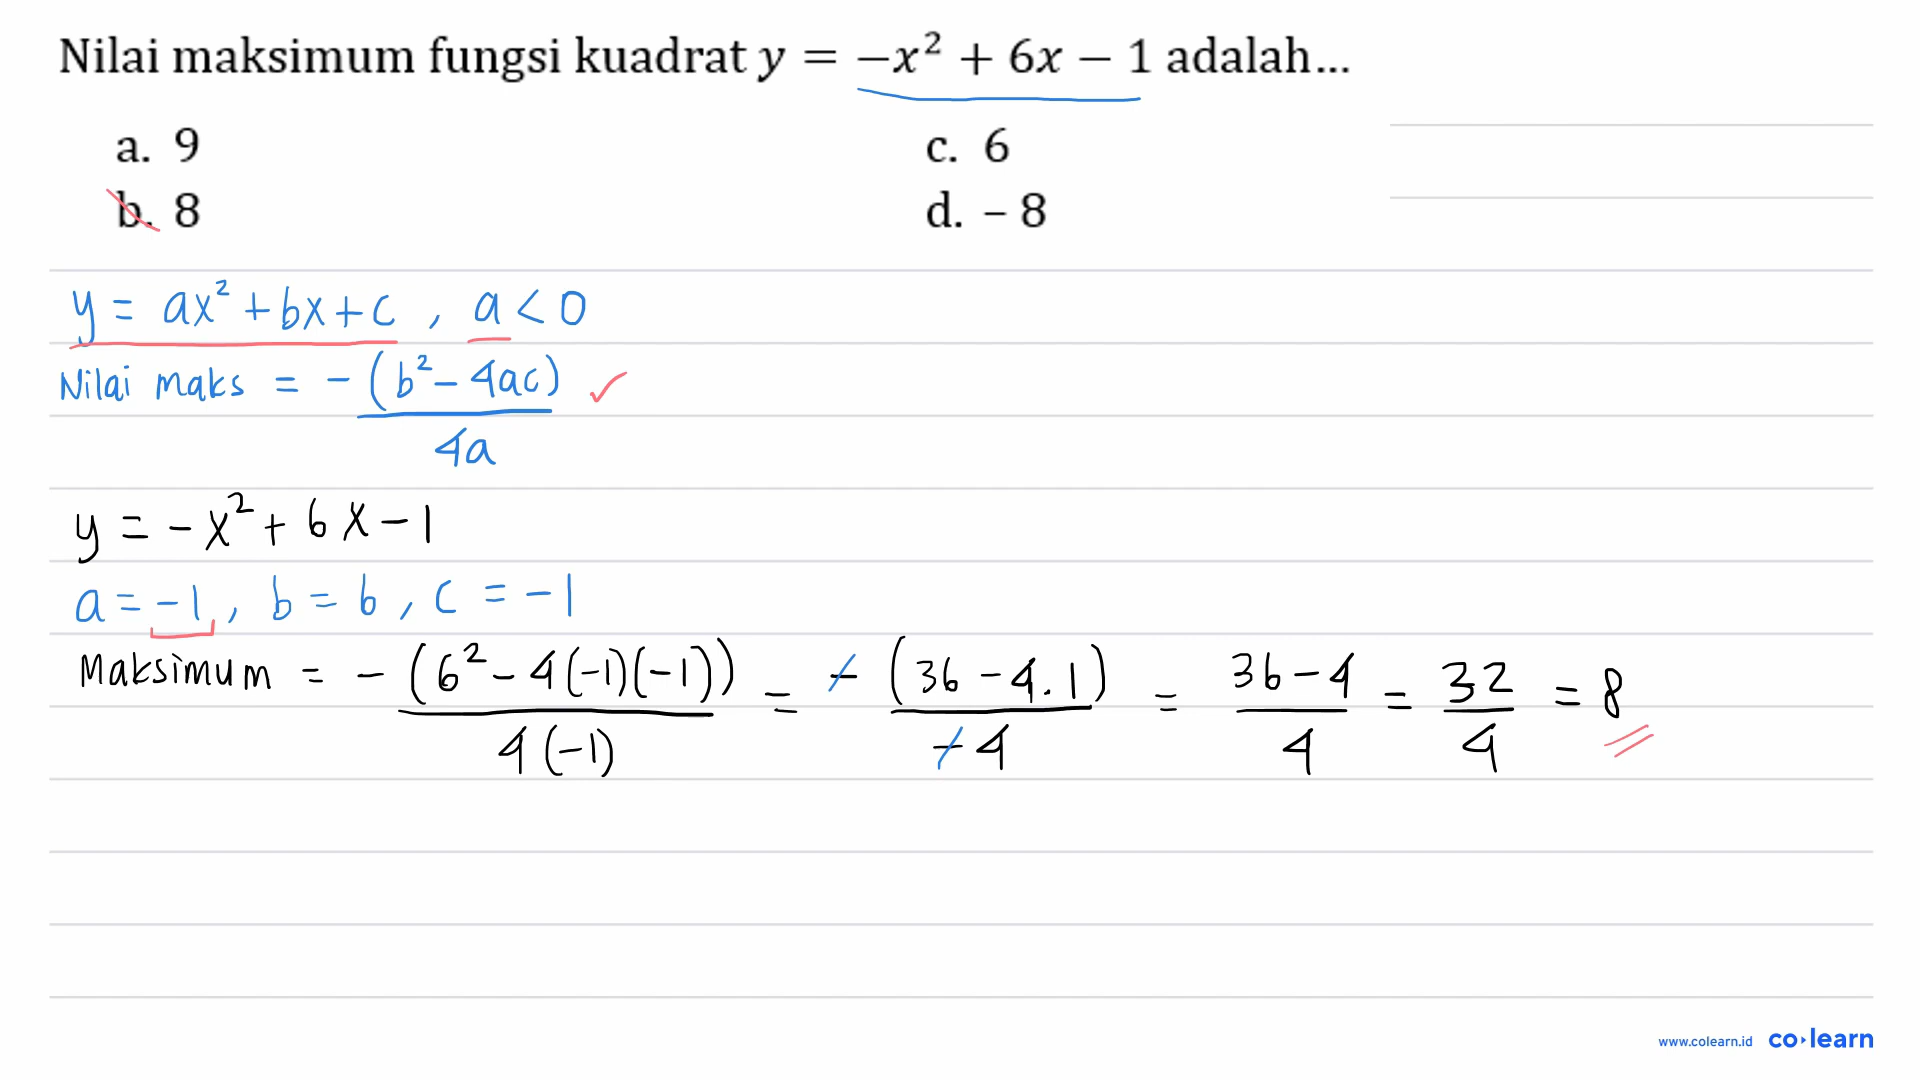 Nilai maksimum fungsi kuadrat y = −x² + 6x − 1 adalah...
a. 9
c. 6
b. 8
d. – 8
y = ax² + bx + c , a < 0
Nilai maks = - (b² - 4ac) / 4a
y = -x² + 6x - 1
a = -1 , b = 6 , c = -1
Maksimum = - (6² - 4(-1)(-1)) / 4(-1) = - (36 - 4.1) / -4 = 36 - 4 / 4 = 32 / 4 = 8
www.colearn.id co learn